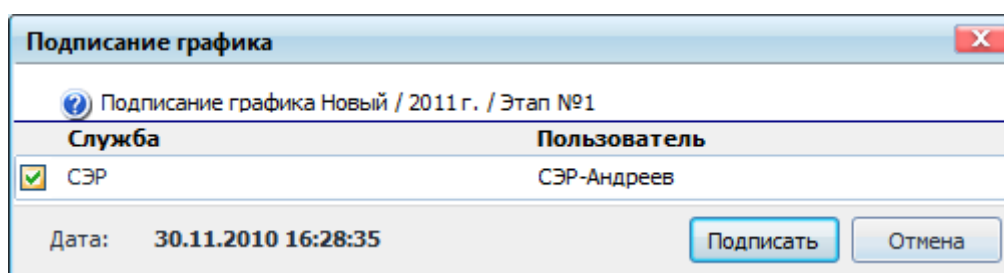 Подписание графика
Подписание графика Новый / 2011 г. / Этап №1
Служба Пользователь
СЭР СЭР-Андреев
Дата: 30.11.2010 16:28:35 Подписать Отмена